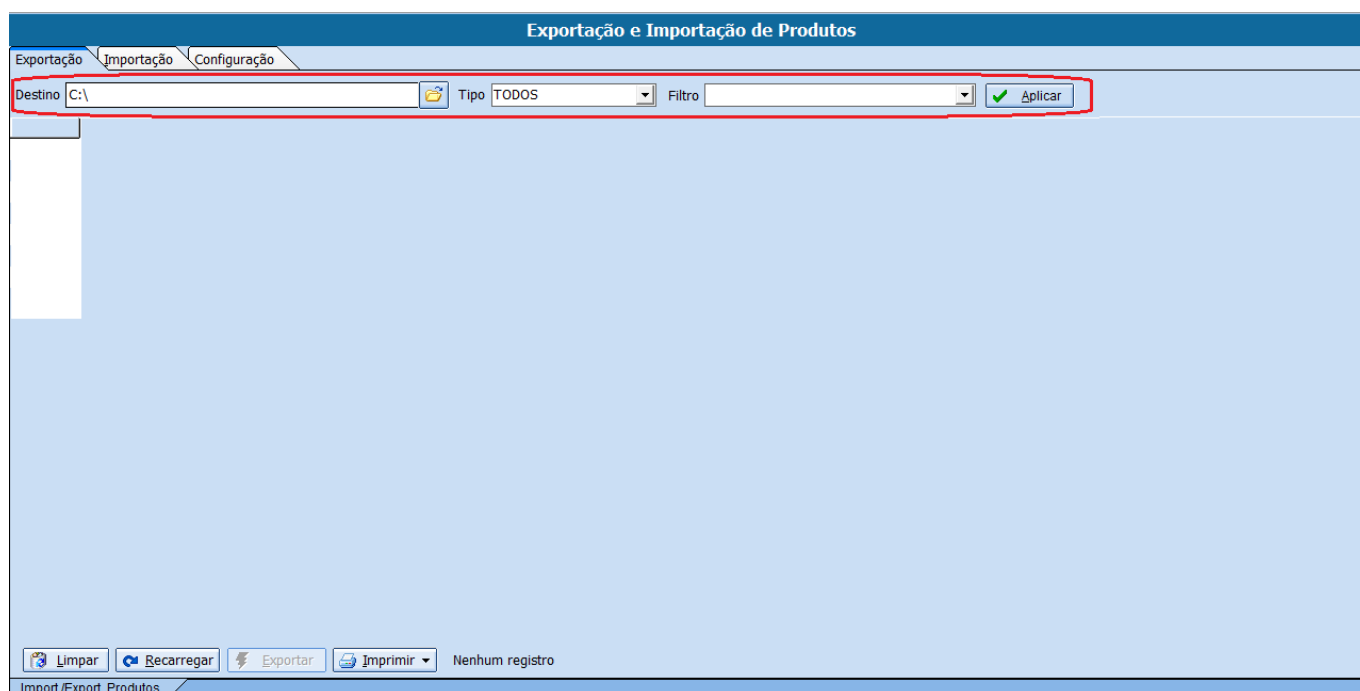 Exportação e Importação de Produtos
Exportação Importação Configuração
Destino C:\ Tipo TODOS Filtro Aplicar
Limpar Recarregar Exportar Imprimir Nenhum registro
Import/Export Produtos